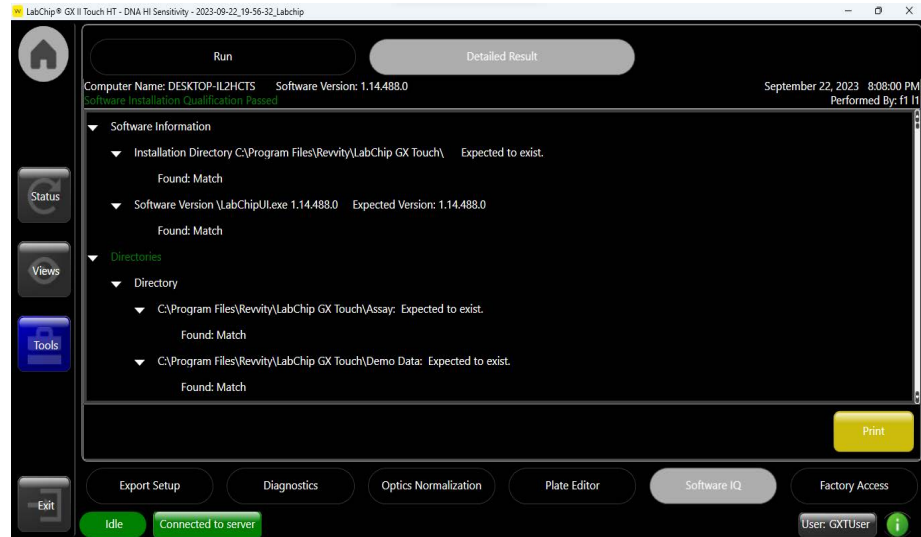 LabChip® GX II Touch HT - DNA HI Sensitivity - 2023-09-22_19-56-32_Labchip
Run
Detailed Result
Computer Name: DESKTOP-IL2HCTS Software Version: 1.14.488.0 September 22, 2023 8:08:00 PM
Software Installation Qualification Passed Performed By: f1 l1
Software Information
Installation Directory C:\Program Files\Revvity\LabChip GX Touch\ Expected to exist.
Found: Match
Software Version \LabChipUI.exe 1.14.488.0 Expected Version: 1.14.488.0
Found: Match
Directories
Directory
C:\Program Files\Revvity\LabChip GX Touch\Assay: Expected to exist.
Found: Match
C:\Program Files\Revvity\LabChip GX Touch\Demo Data: Expected to exist.
Found: Match
Status
Views
Tools
Exit
Print
Export Setup
Diagnostics
Optics Normalization
Plate Editor
Software IQ
Factory Access
Idle
Connected to server
User: GXTUser